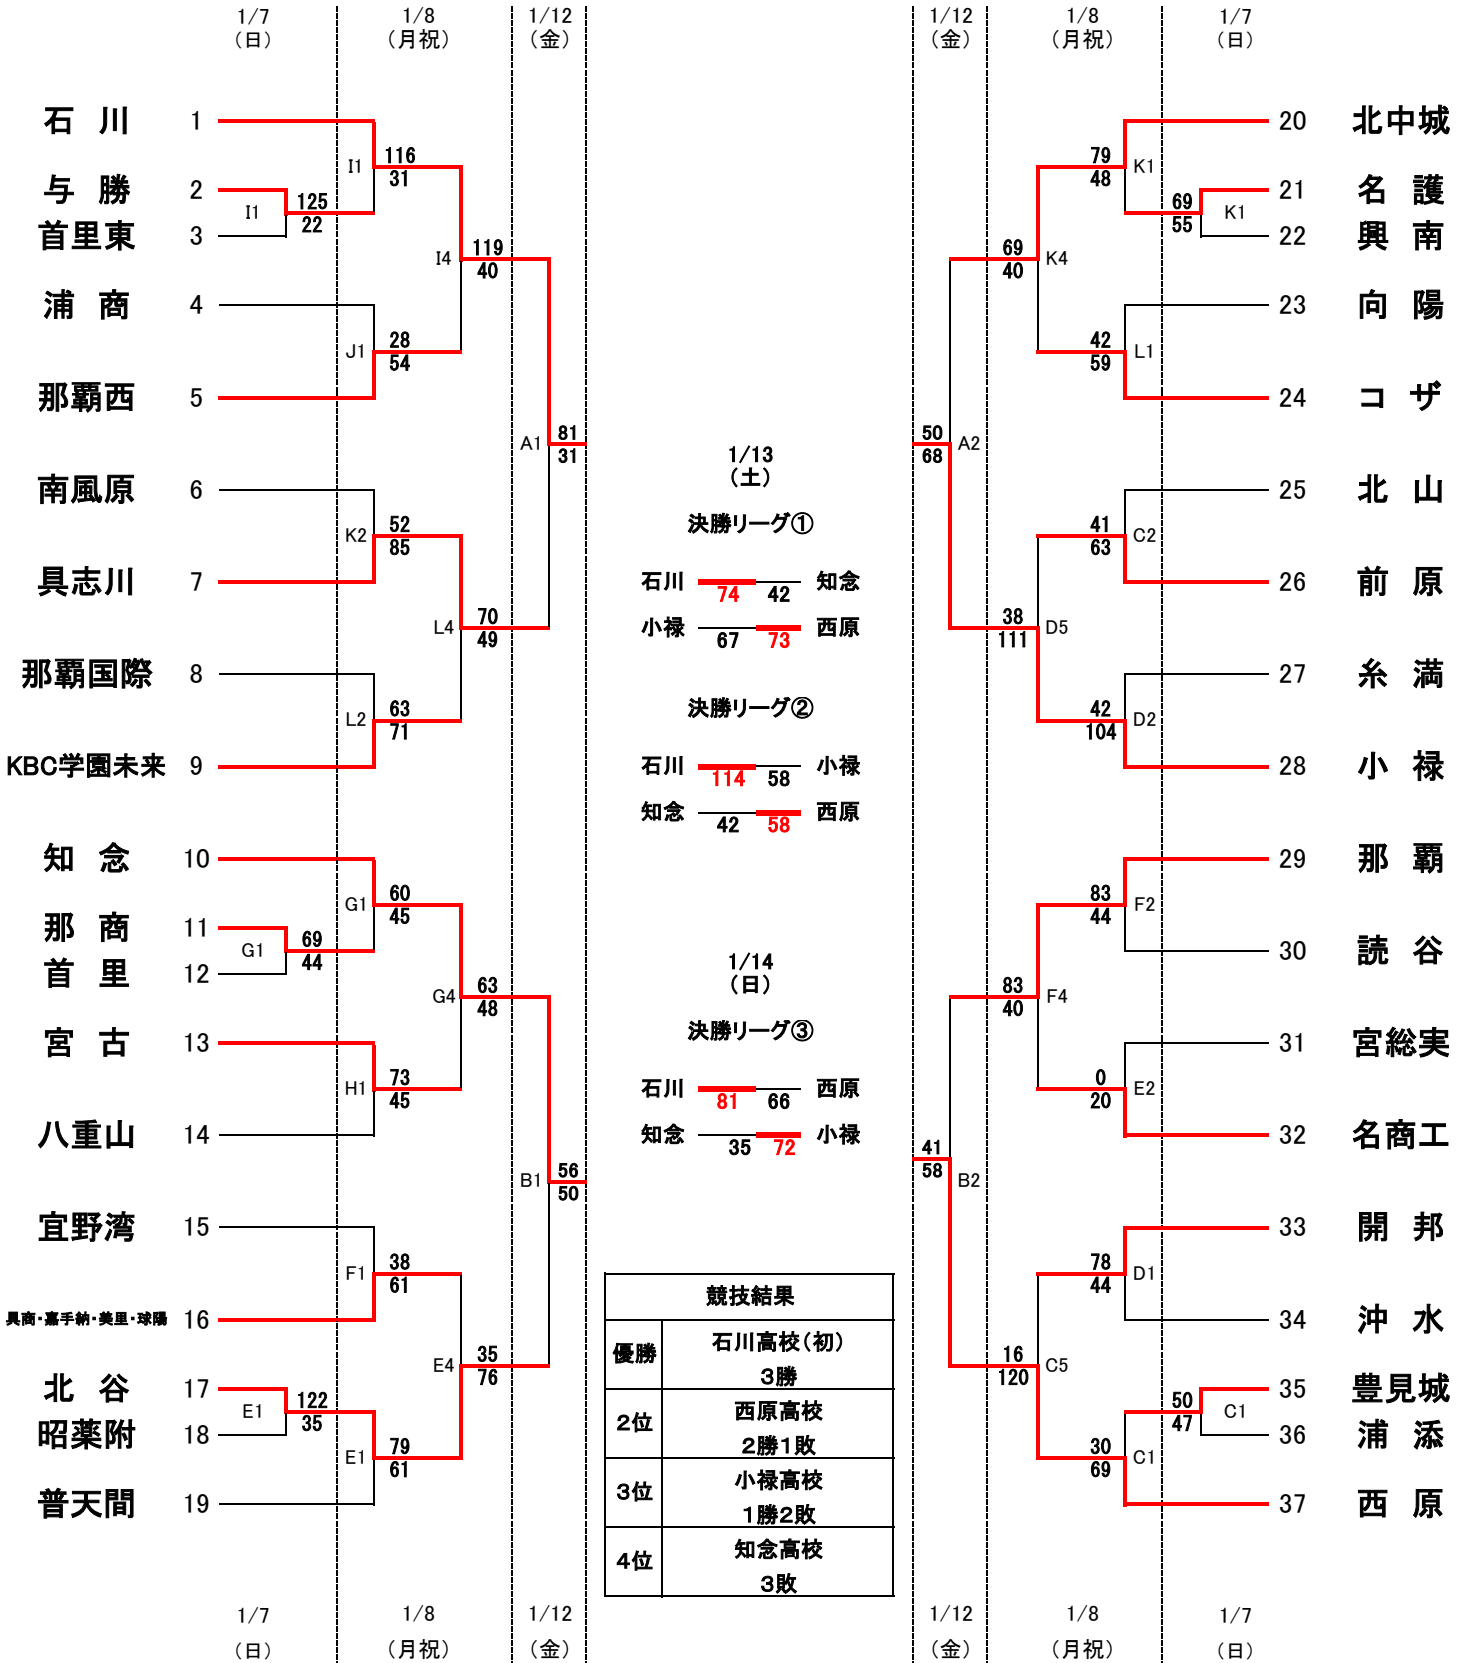 1/7 1/8 1/12 1/12 1/8 1/7
(日) (月祝) (金) (金) (月祝) (日)
石 川 1
与 勝 2
首里東 3
浦 商 4
那覇西 5
南風原 6
具志川 7
那覇国際 8
KBC学園未来 9
知 念 10
那 商 11
首 里 12
宮 古 13
八重山 14
宜野湾 15
具商・嘉手納・美里・球陽 16
北 谷 17
昭薬附 18
普天間 19
I1 125
22
G1 69
44
E1 122
35
I1 116
31
J1 28
54
K2 52
85
L2 63
71
G1 60
45
H1 73
45
F1 38
61
E1 79
61
I4 119
40
L4 70
49
G4 63
48
E4 35
76
A1 81
31
B1 56
50
1/13
(土)
決勝リーグ①
石川 74 42 知念
小禄 67 73 西原
決勝リーグ②
石川 114 58 小禄
知念 42 58 西原
1/14
(日)
決勝リーグ③
石川 81 66 西原
知念 35 72 小禄
競技結果
優勝 石川高校(初)
3勝
2位 西原高校
2勝1敗
3位 小禄高校
1勝2敗
4位 知念高校
3敗
50 A2
68
41 B2
58
69 K4
40
38 D5
111
83 F4
40
16 C5
120
79 K1
48
42 L1
59
41 C2
63
42 D2
104
83 F2
44
0 E2
20
78 D1
44
30 C1
69
69 K1
55
50 C1
47
20 北中城
21 名 護
22 興 南
23 向 陽
24 コ ザ
25 北 山
26 前 原
27 糸 満
28 小 禄
29 那 覇
30 読 谷
31 宮総実
32 名商工
33 開 邦
34 沖 水
35 豊見城
36 浦 添
37 西 原
1/7 1/8 1/12 1/12 1/8 1/7
(日) (月祝) (金) (金) (月祝) (日)